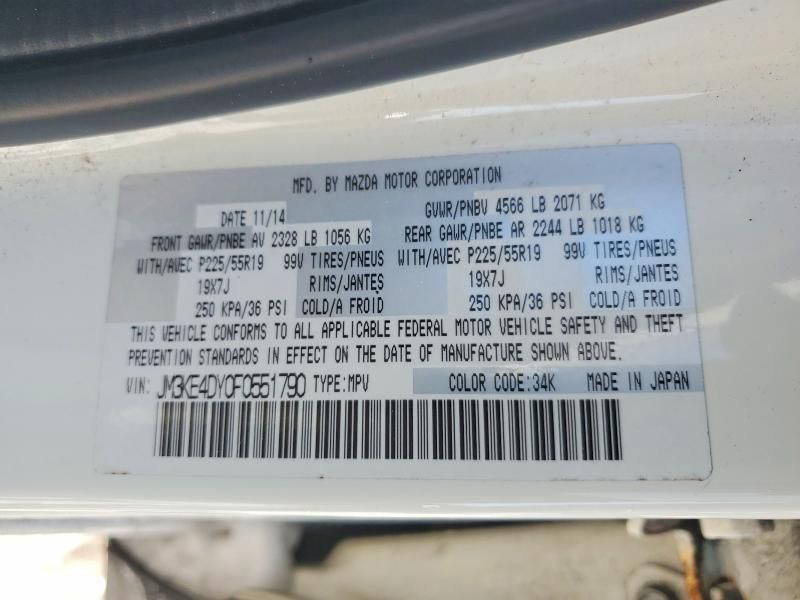 MFD. BY MAZDA MOTOR CORPORATION
DATE 11/14 GVWR/PNBV 4566 LB 2071 KG
FRONT GAWR/PNBE AV 2328 LB 1056 KG REAR GAWR/PNBE AR 2244 LB 1018 KG
WITH/AVEC P225/55R19 99V TIRES/PNEUS WITH/AVEC P225/55R19 99V TIRES/PNEUS
19X7J RIMS/JANTES 19X7J RIMS/JANTES
250 KPA/36 PSI COLD/A FROID 250 KPA/36 PSI COLD/A FROID
THIS VEHICLE CONFORMS TO ALL APPLICABLE FEDERAL MOTOR VEHICLE SAFETY AND THEFT
PREVENTION STANDARDS IN EFFECT ON THE DATE OF MANUFACTURE SHOWN ABOVE.
VIN: JM3KE4DY0F0551790 TYPE:MPV COLOR CODE:34K MADE IN JAPAN